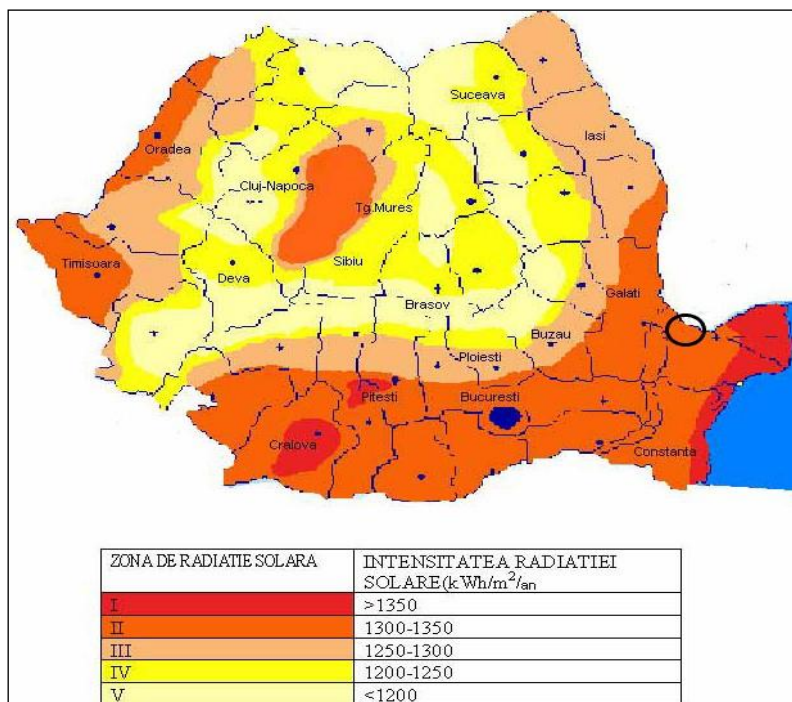 Suceava
Oradea
Iasi
Cluj-Napoca
Tg.Mures
Timisoara
Deva
Sibiu
Brasov
Galati
Buzau
Ploiesti
Pitesti
Bucuresti
Cralova
Constanta
ZONA DE RADIATIE SOLARA
INTENSITATEA RADIATIEI
SOLARE(kWh/m²/an
I >1350
II 1300-1350
III 1250-1300
IV 1200-1250
V <1200